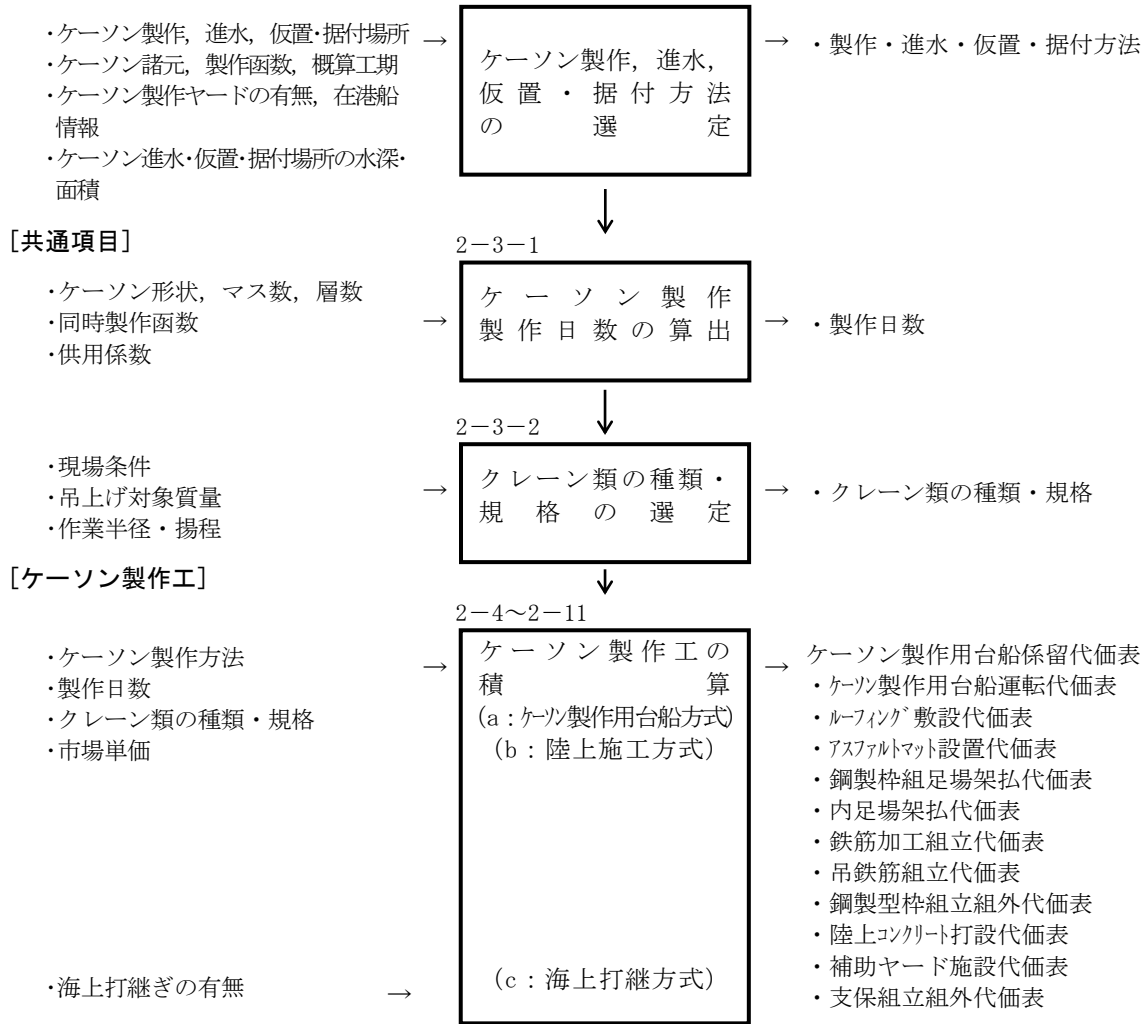 ・ケーソン製作，進水，仮置・据付場所 →
・ケーソン諸元，製作函数，概算工期
・ケーソン製作ヤードの有無，在港船
情報
・ケーソン進水・仮置・据付場所の水深・
面積
ケーソン製作，進水，
仮置・据付方法
の選定
→ ・製作・進水・仮置・据付方法
↓
[共通項目]
2－3－1
・ケーソン形状，マス数，層数
・同時製作函数 →
・供用係数
ケーソン製作
製作日数の算出
→ ・製作日数
↓
2－3－2
・現場条件
・吊上げ対象質量 →
・作業半径・揚程
クレーン類の種類・
規格の選定
→ ・クレーン類の種類・規格
↓
[ケーソン製作工]
2－4～2－11
・ケーソン製作方法 →
・製作日数
・クレーン類の種類・規格
・市場単価
・海上打継ぎの有無 →
ケーソン製作工の
積算
(a：ｹｰｿﾝ製作用台船方式)
(b：陸上施工方式)
(c：海上打継方式)
→ ケーソン製作用台船係留代価表
・ｹｰｿﾝ製作用台船運転代価表
・ﾙｰﾌｨﾝｸﾞ敷設代価表
・ｱｽﾌｧﾙﾄﾏｯﾄ設置代価表
・鋼製枠組足場架払代価表
・内足場架払代価表
・鉄筋加工組立代価表
・吊鉄筋組立代価表
・鋼製型枠組立組外代価表
・陸上ｺﾝｸﾘｰﾄ打設代価表
・補助ヤード施設代価表
・支保組立組外代価表